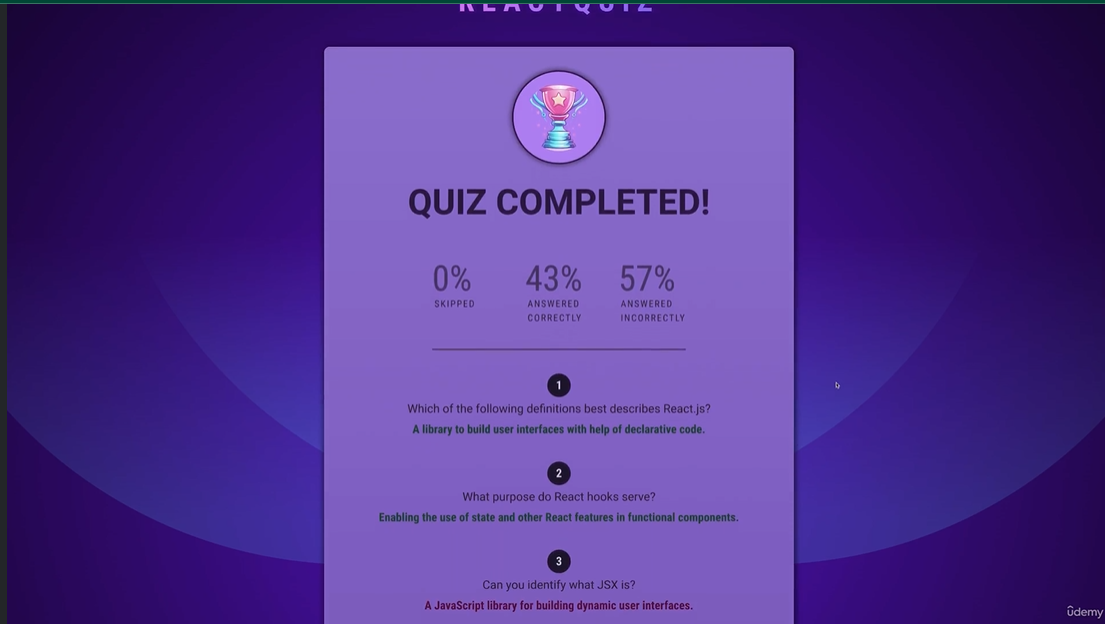 REACTQUIZ
QUIZ COMPLETED!
0% 43% 57%
SKIPPED ANSWERED CORRECTLY ANSWERED INCORRECTLY
1
Which of the following definitions best describes React.js?
A library to build user interfaces with help of declarative code.
2
What purpose do React hooks serve?
Enabling the use of state and other React features in functional components.
3
Can you identify what JSX is?
A JavaScript library for building dynamic user interfaces.
ûdemy